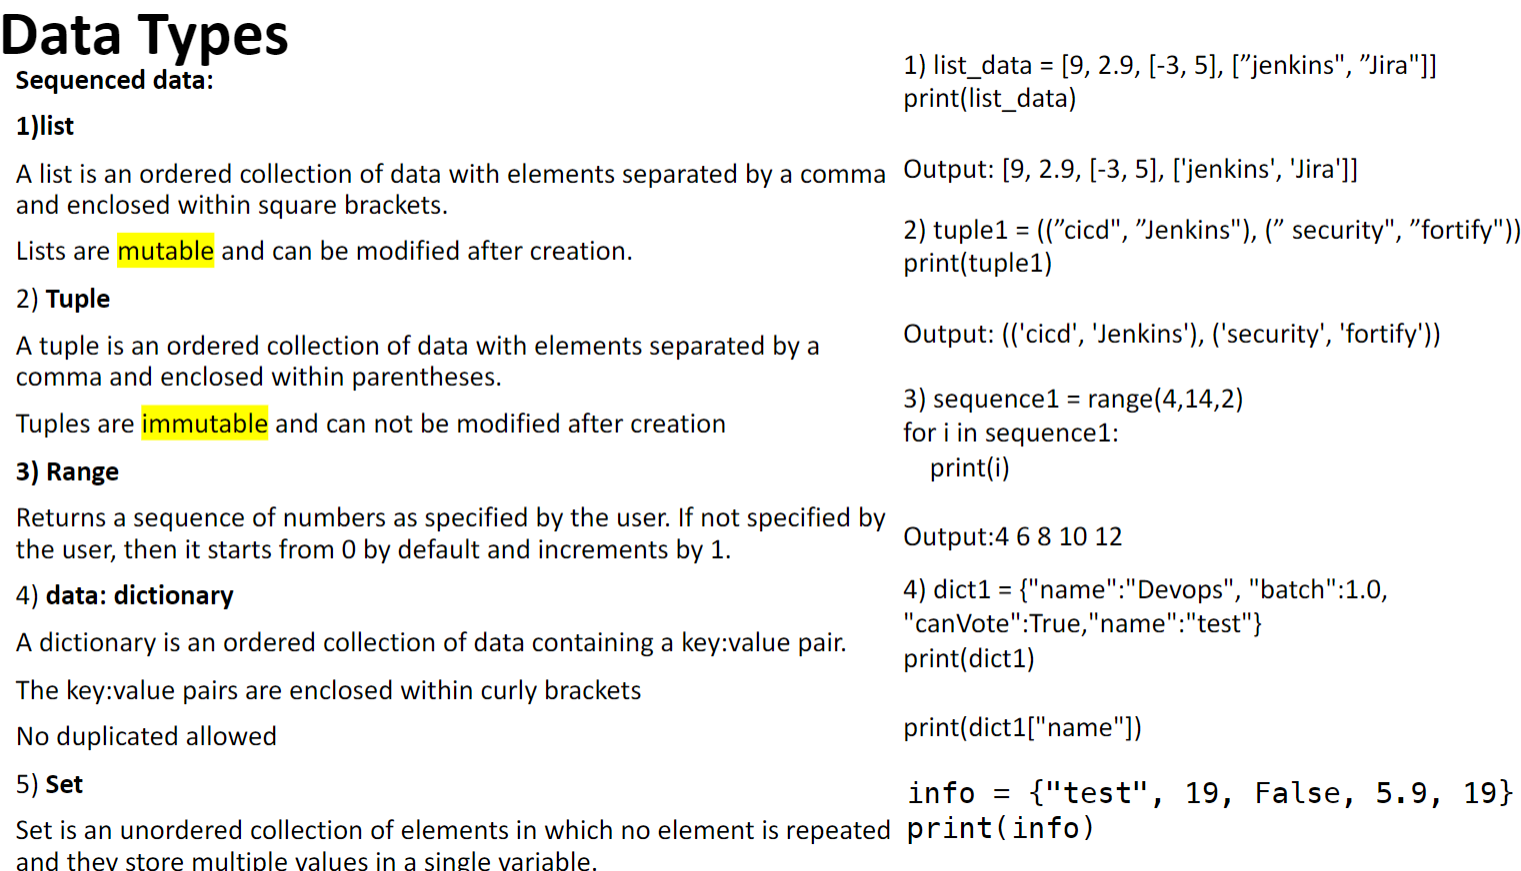 Data Types
Sequenced data:
1)list
A list is an ordered collection of data with elements separated by a comma
and enclosed within square brackets.
Lists are mutable and can be modified after creation.
2) Tuple
A tuple is an ordered collection of data with elements separated by a
comma and enclosed within parentheses.
Tuples are immutable and can not be modified after creation
3) Range
Returns a sequence of numbers as specified by the user. If not specified by
the user, then it starts from 0 by default and increments by 1.
4) data: dictionary
A dictionary is an ordered collection of data containing a key:value pair.
The key:value pairs are enclosed within curly brackets
No duplicated allowed
5) Set
Set is an unordered collection of elements in which no element is repeated
and they store multiple values in a single variable.
1) list_data = [9, 2.9, [-3, 5], [”jenkins", ”Jira"]]
print(list_data)
Output: [9, 2.9, [-3, 5], ['jenkins', 'Jira']]
2) tuple1 = ((”cicd", ”Jenkins"), (” security", ”fortify"))
print(tuple1)
Output: (('cicd', 'Jenkins'), ('security', 'fortify'))
3) sequence1 = range(4,14,2)
for i in sequence1:
    print(i)
Output:4 6 8 10 12
4) dict1 = {"name":"Devops", "batch":1.0,
"canVote":True,"name":"test"}
print(dict1)
print(dict1["name"])
info = {"test", 19, False, 5.9, 19}
print(info)